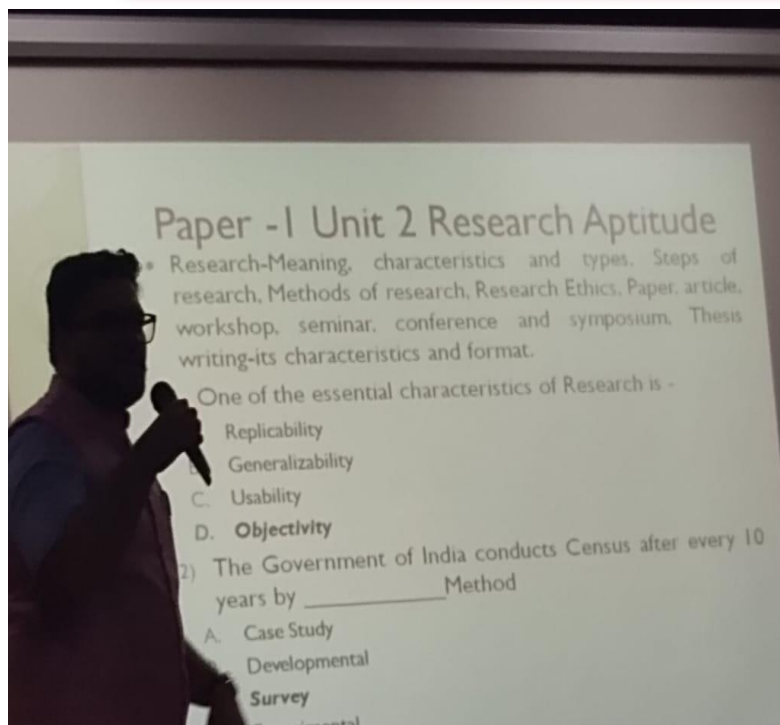 Paper -1 Unit 2 Research Aptitude
• Research-Meaning, characteristics and types. Steps of
research, Methods of research, Research Ethics, Paper, article,
workshop, seminar, conference and symposium, Thesis
writing-its characteristics and format.
One of the essential characteristics of Research is -
Replicability
Generalizability
C. Usability
D. Objectivity
2) The Government of India conducts Census after every 10
years by ____________Method
A. Case Study
Developmental
Survey